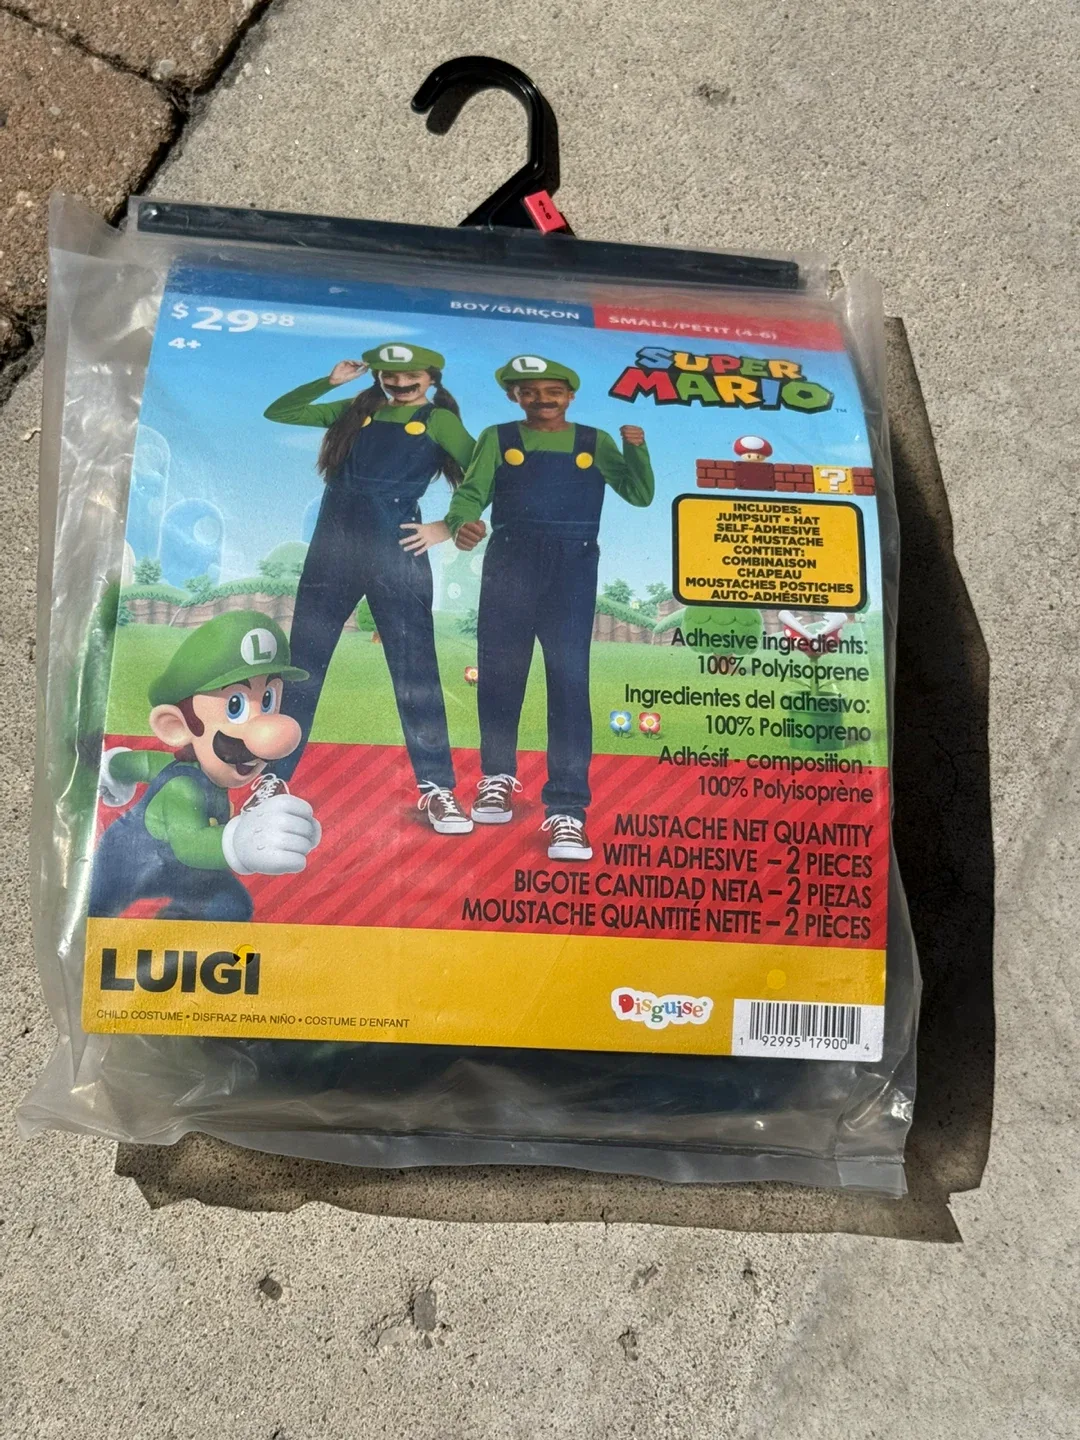 4/6
BOY/GARÇON
SMALL/PETIT (4-6)
$29.98
4+
L
L
SUPER
MARIO™
?
INCLUDES:
JUMPSUIT • HAT
SELF-ADHESIVE
FAUX MUSTACHE
CONTIENT:
COMBINAISON
CHAPEAU
MOUSTACHES POSTICHES
AUTO-ADHÉSIVES
L
Adhesive ingredients:
100% Polyisoprene
Ingredientes del adhesivo:
100% Poliisopreno
Adhésif - composition :
100% Polyisoprène
MUSTACHE NET QUANTITY
WITH ADHESIVE – 2 PIECES
BIGOTE CANTIDAD NETA – 2 PIEZAS
MOUSTACHE QUANTITÉ NETTE – 2 PIÈCES
LUIGI
CHILD COSTUME • DISFRAZ PARA NIÑO • COSTUME D'ENFANT
Disguise
1 92995 17900 4